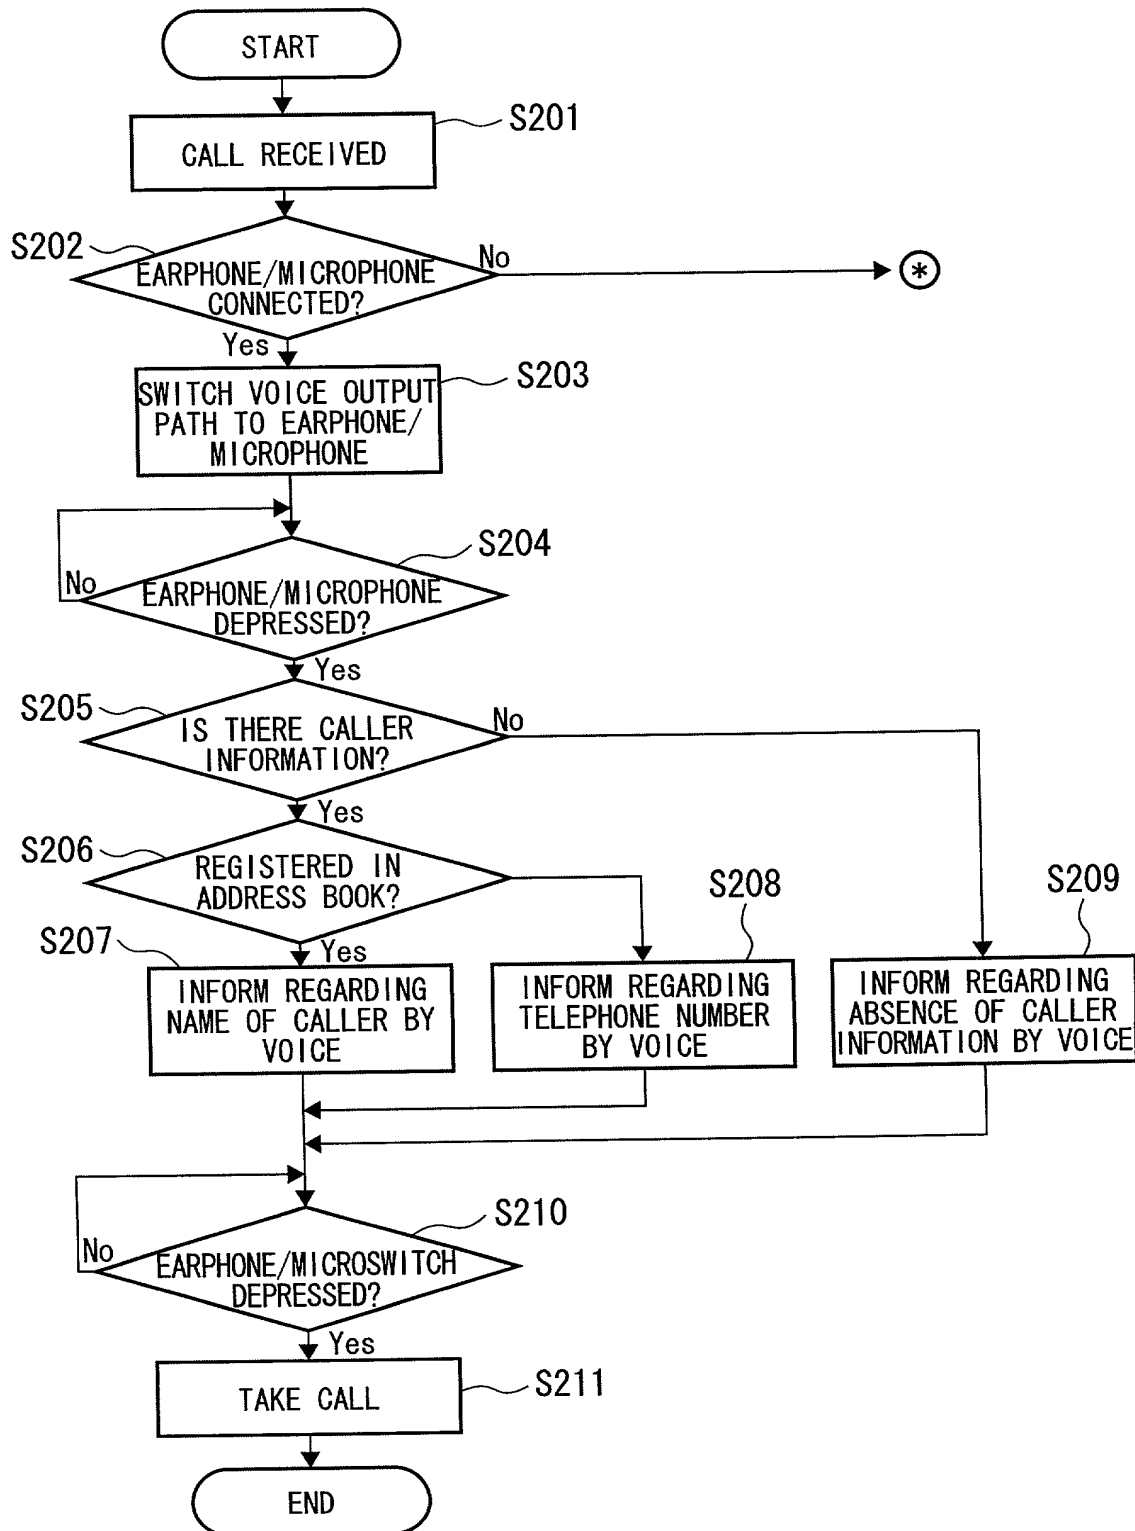 START
S201
CALL RECEIVED
S202
EARPHONE/MICROPHONE
CONNECTED?
No
*
Yes
S203
SWITCH VOICE OUTPUT
PATH TO EARPHONE/
MICROPHONE
S204
No
EARPHONE/MICROPHONE
DEPRESSED?
Yes
S205
IS THERE CALLER
INFORMATION?
No
Yes
S206
REGISTERED IN
ADDRESS BOOK?
Yes
S207
INFORM REGARDING
NAME OF CALLER BY
VOICE
S208
INFORM REGARDING
TELEPHONE NUMBER
BY VOICE
S209
INFORM REGARDING
ABSENCE OF CALLER
INFORMATION BY VOICE
S210
No
EARPHONE/MICROSWITCH
DEPRESSED?
Yes
S211
TAKE CALL
END